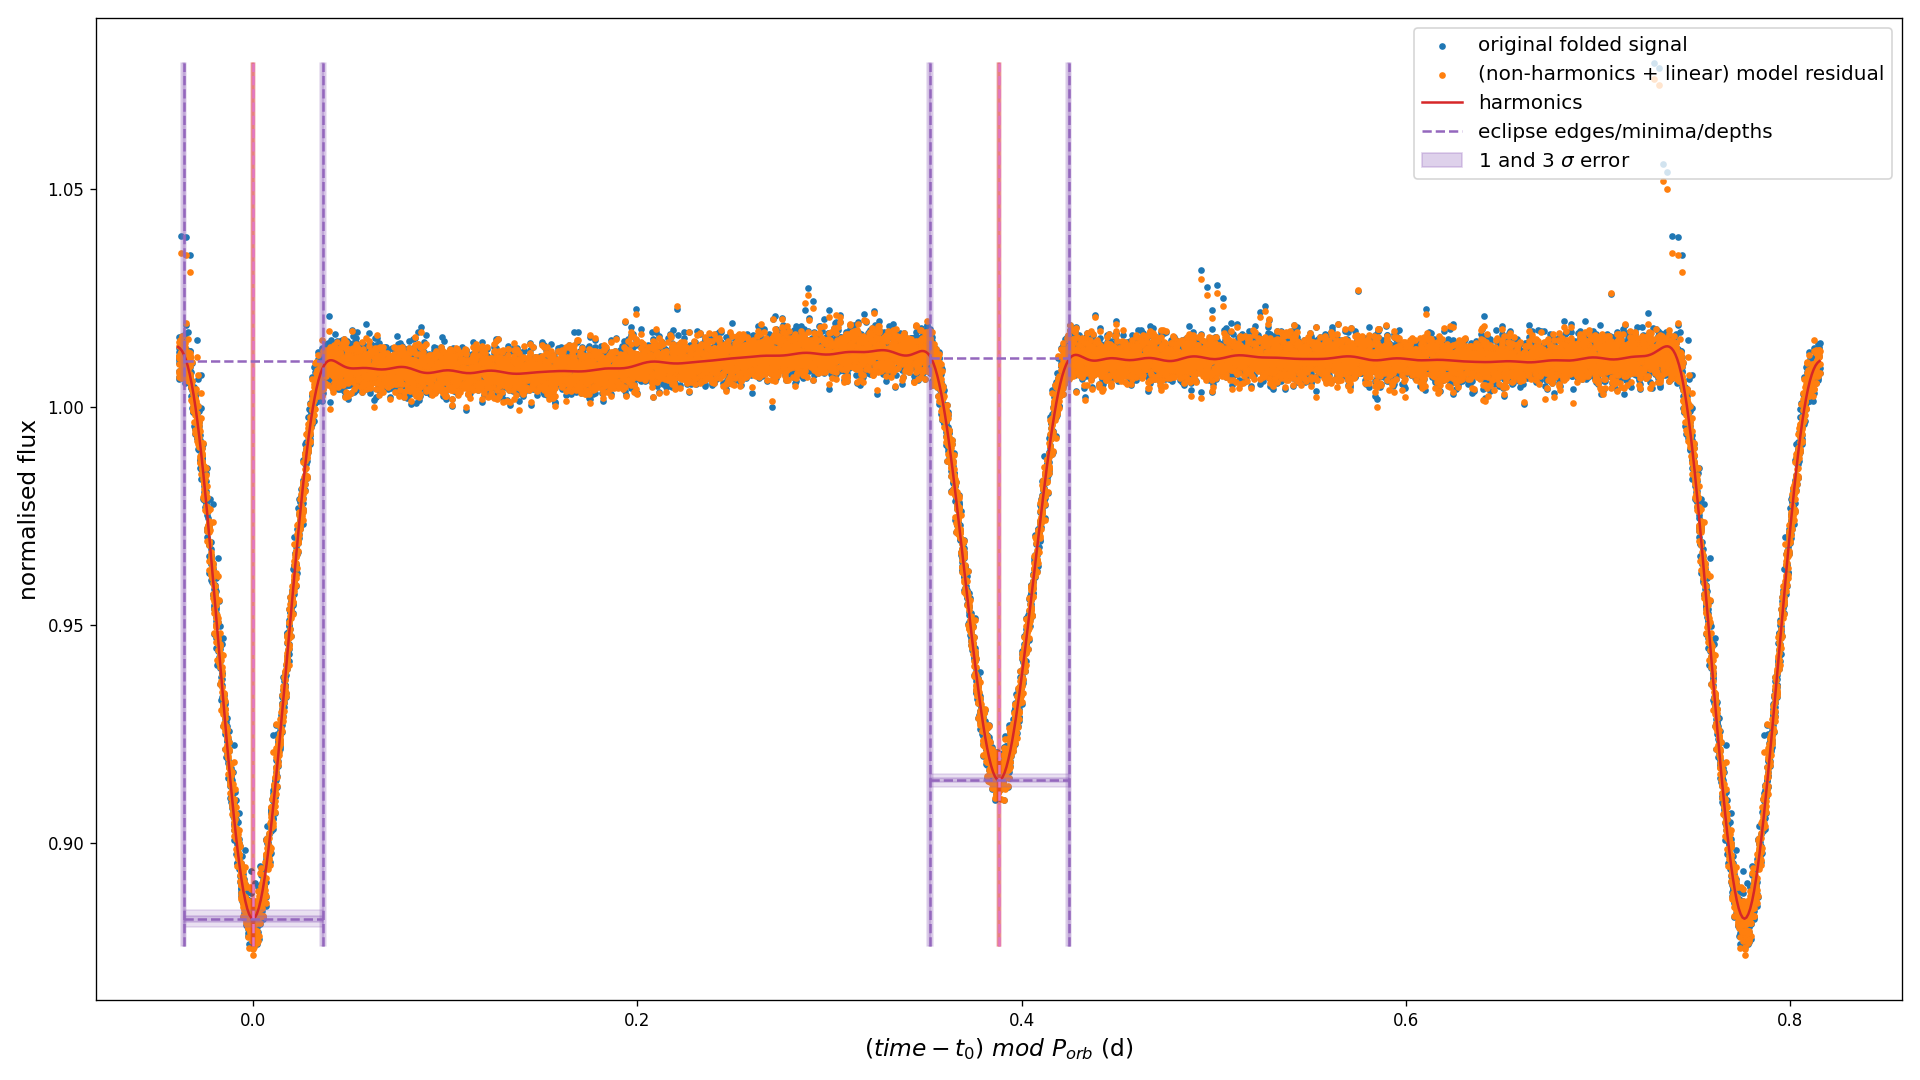 original folded signal
(non-harmonics + linear) model residual
harmonics
eclipse edges/minima/depths
1 and 3 σ error
normalised flux
1.05
1.00
0.95
0.90
0.0 0.2 0.4 0.6 0.8
(time − t₀) mod P_orb (d)